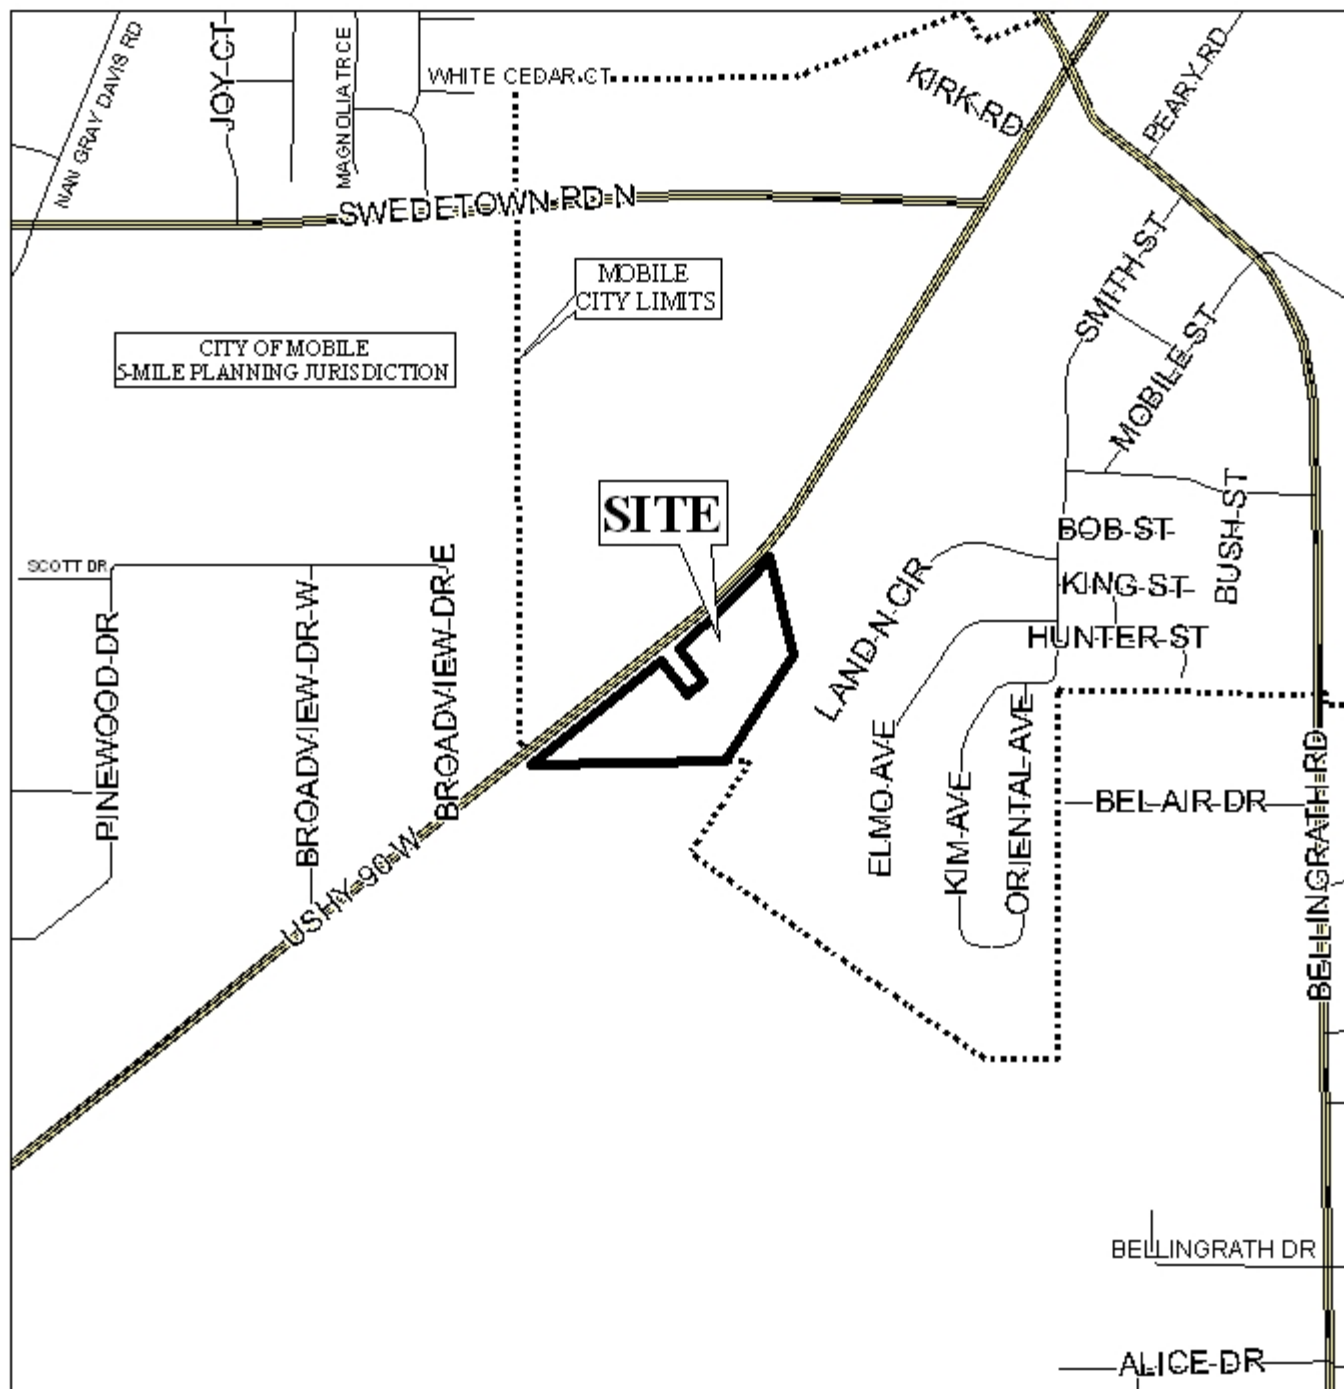 NAN GRAY DAVIS RD
JOY CT
MAGNOLIA TRCE
WHITE CEDAR CT
KIRK RD
PEARY RD
SWEDETOWN RD N
SMITH ST
MOBILE
CITY LIMITS
CITY OF MOBILE
5-MILE PLANNING JURISDICTION
MOBILE ST
SITE
BUSH ST
BOB ST
SCOTT DR
KING ST
LAND N CIR
HUNTER ST
PINEWOOD DR
BROADVIEW DR W
BROADVIEW DR E
ELMO AVE
KIM AVE
ORIENTAL AVE
BEL AIR DR
BELLINGRATH RD
US HY 90 W
BELLINGRATH DR
ALICE DR